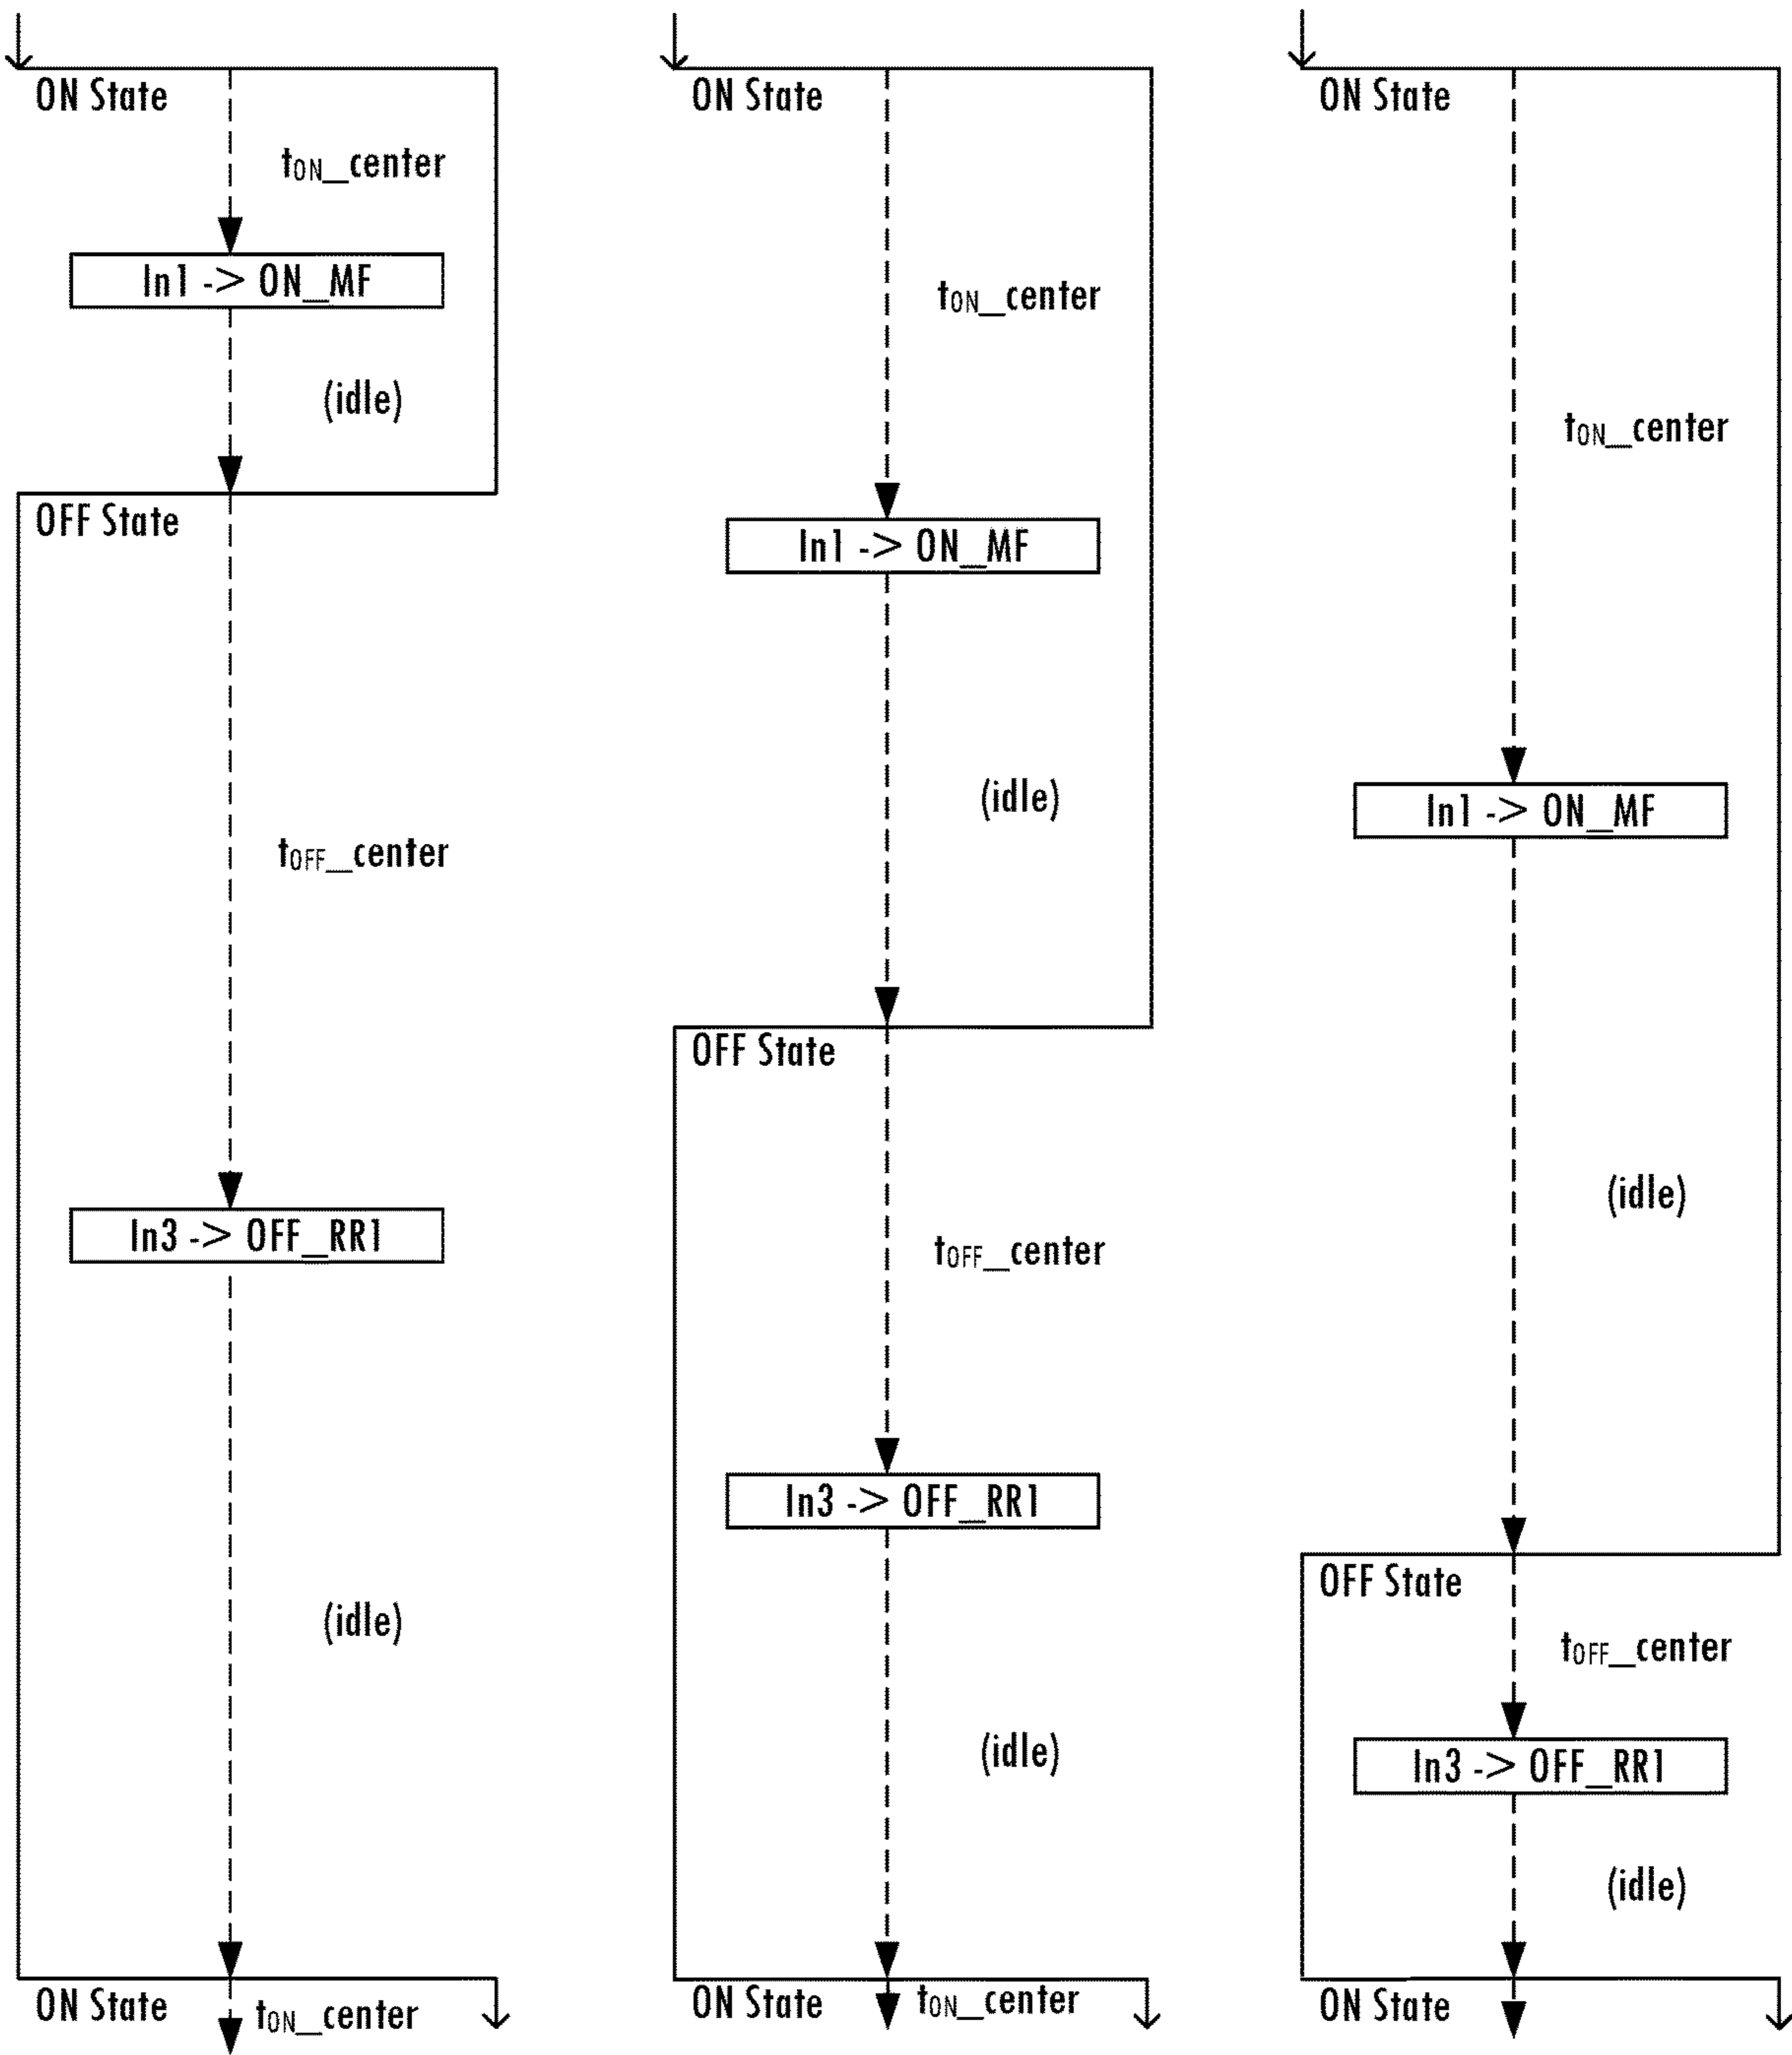 ON State
tON_center
In1 -> ON_MF
(idle)
OFF State
tOFF_center
In3 -> OFF_RR1
(idle)
ON State
tON_center
ON State
tON_center
In1 -> ON_MF
(idle)
OFF State
tOFF_center
In3 -> OFF_RR1
(idle)
ON State
tON_center
ON State
tON_center
In1 -> ON_MF
(idle)
OFF State
tOFF_center
In3 -> OFF_RR1
(idle)
ON State